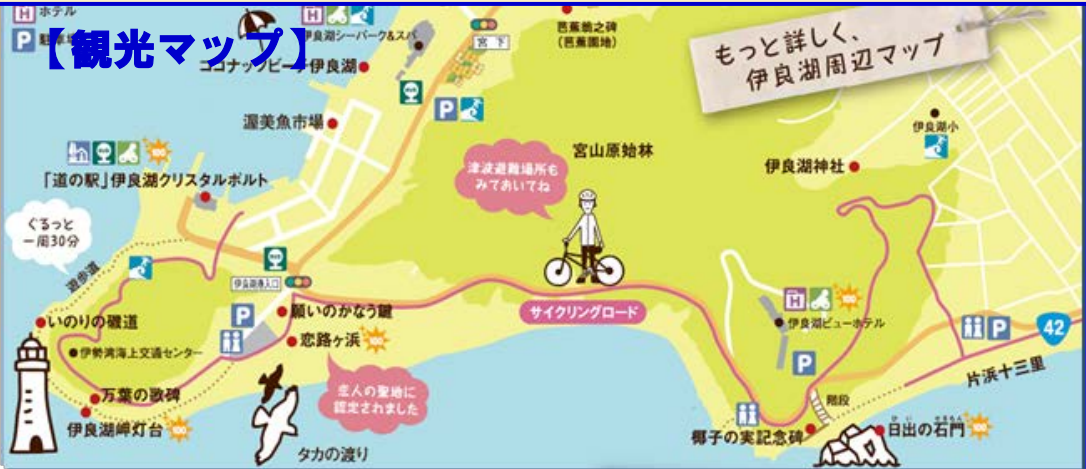 【観光マップ】
ホテル
伊良湖シーパーク&スパ
宮下
芭蕉翁之碑
(芭蕉園地)
もっと詳しく、
伊良湖周辺マップ
ココナッツビーチ伊良湖
渥美魚市場
宮山原始林
伊良湖小
伊良湖神社
津波避難場所も
みておいてね
「道の駅」伊良湖クリスタルポルト
ぐるっと
一周30分
遊歩道
伊良湖港入口
願いのかなう鍵
サイクリングロード
伊良湖ビューホテル
42
いのりの磯道
恋路ヶ浜
伊勢湾海上交通センター
片浜十三里
恋人の聖地に
認定されました
万葉の歌碑
階段
伊良湖岬灯台
椰子の実記念碑
日出の石門
タカの渡り